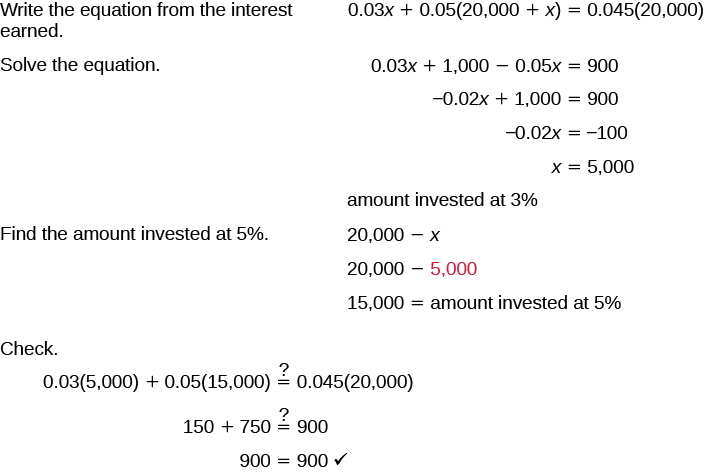 Write the equation from the interest 0.03x + 0.05(20,000 + x) = 0.045(20,000)
earned.
Solve the equation. 0.03x + 1,000 − 0.05x = 900
−0.02x + 1,000 = 900
−0.02x = −100
x = 5,000
amount invested at 3%
Find the amount invested at 5%. 20,000 − x
20,000 − 5,000
15,000 = amount invested at 5%
Check.
0.03(5,000) + 0.05(15,000) ≟ 0.045(20,000)
150 + 750 ≟ 900
900 = 900 ✓